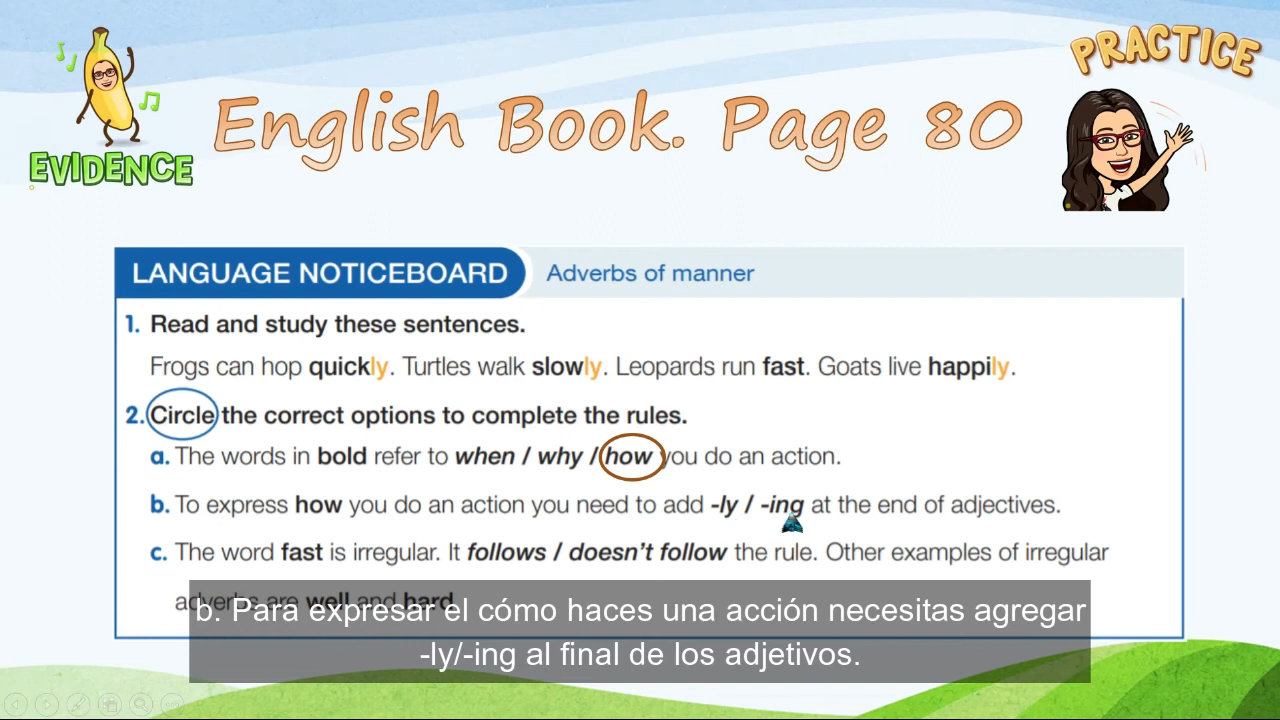 EVIDENCE
PRACTICE
English Book. Page 80
LANGUAGE NOTICEBOARD Adverbs of manner
1. Read and study these sentences.
Frogs can hop quickly. Turtles walk slowly. Leopards run fast. Goats live happily.
2. Circle the correct options to complete the rules.
a. The words in bold refer to when / why / how you do an action.
b. To express how you do an action you need to add -ly / -ing at the end of adjectives.
c. The word fast is irregular. It follows / doesn't follow the rule. Other examples of irregular
adverbs are well and hard
b. Para expresar el cómo haces una acción necesitas agregar
-ly/-ing al final de los adjetivos.